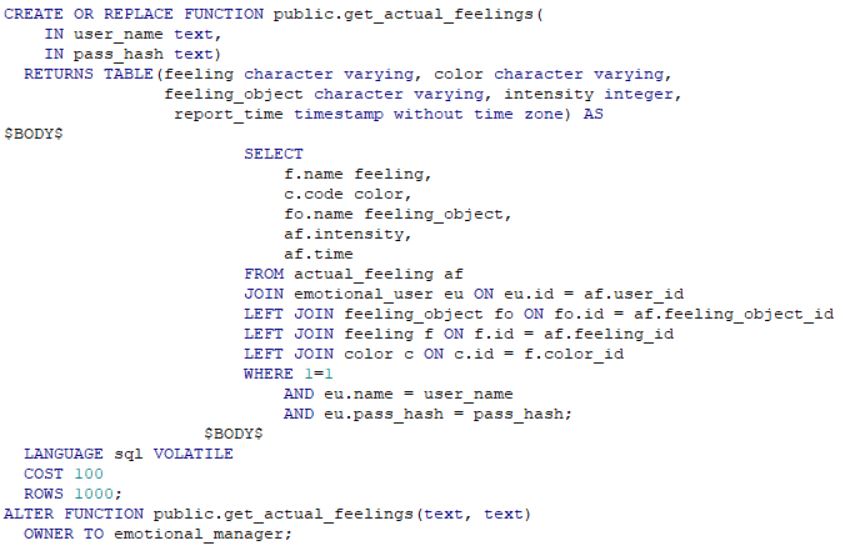 CREATE OR REPLACE FUNCTION public.get_actual_feelings(
    IN user_name text,
    IN pass_hash text)
  RETURNS TABLE(feeling character varying, color character varying,
                feeling_object character varying, intensity integer,
                 report_time timestamp without time zone) AS
$BODY$
                        SELECT
                            f.name feeling,
                            c.code color,
                            fo.name feeling_object,
                            af.intensity,
                            af.time
                        FROM actual_feeling af
                        JOIN emotional_user eu ON eu.id = af.user_id
                        LEFT JOIN feeling_object fo ON fo.id = af.feeling_object_id
                        LEFT JOIN feeling f ON f.id = af.feeling_id
                        LEFT JOIN color c ON c.id = f.color_id
                        WHERE 1=1
                            AND eu.name = user_name
                            AND eu.pass_hash = pass_hash;
                    $BODY$
  LANGUAGE sql VOLATILE
  COST 100
  ROWS 1000;
ALTER FUNCTION public.get_actual_feelings(text, text)
  OWNER TO emotional_manager;